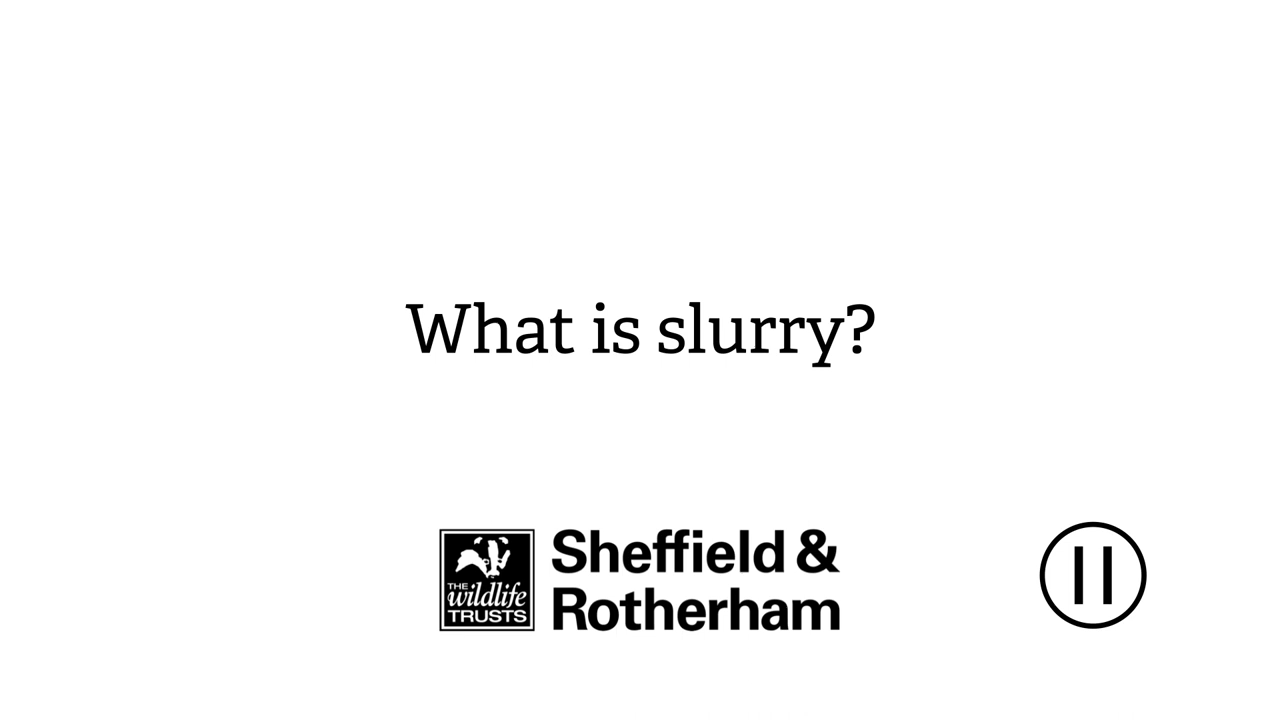 What is slurry?
THE
wildlife
TRUSTS
Sheffield &
Rotherham